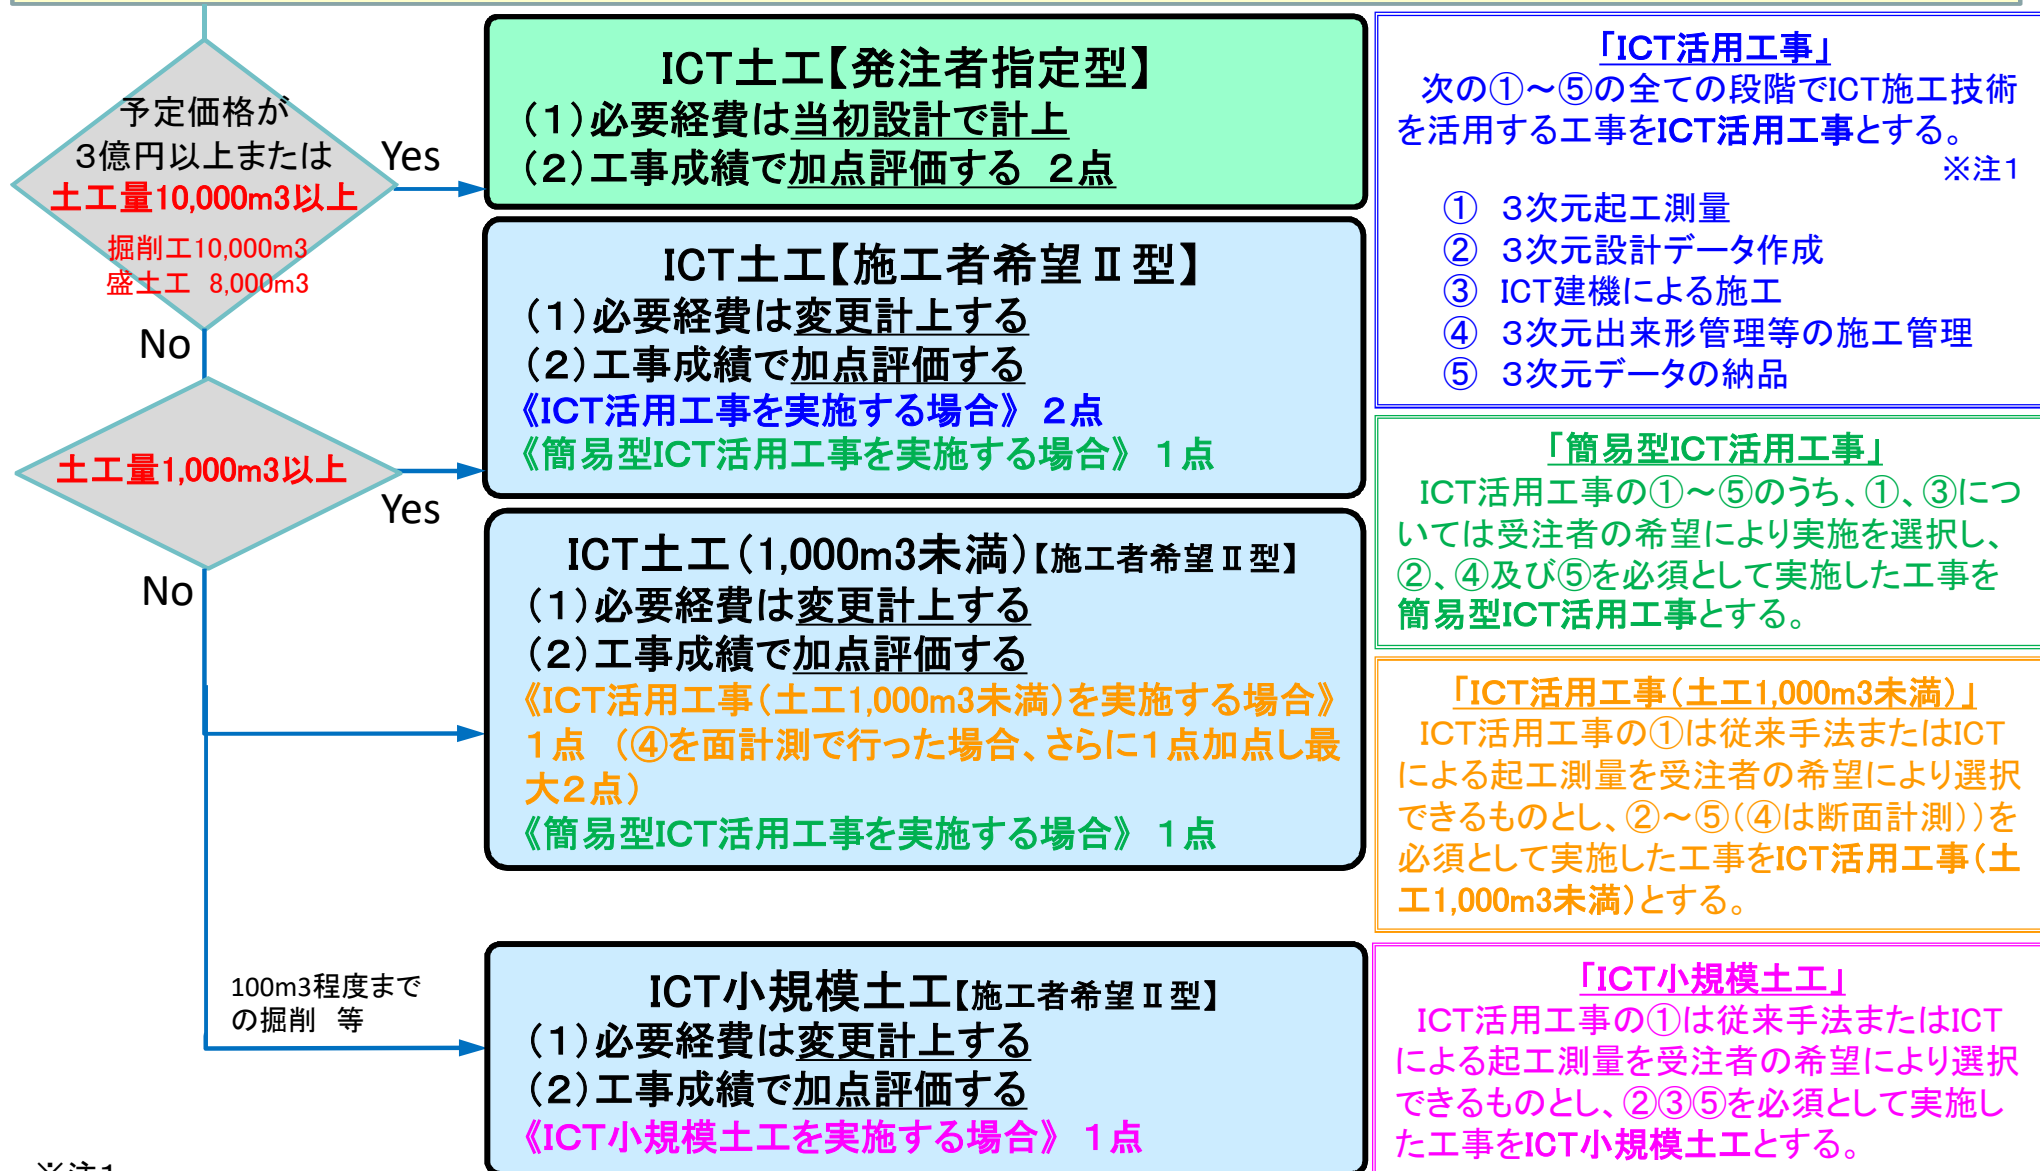 予定価格が
3億円以上または
土工量10,000m3以上
掘削工10,000m3
盛土工 8,000m3
Yes
No
土工量1,000m3以上
Yes
No
100m3程度まで
の掘削 等
ICT土工【発注者指定型】
(1)必要経費は当初設計で計上
(2)工事成績で加点評価する 2点
ICT土工【施工者希望Ⅱ型】
(1)必要経費は変更計上する
(2)工事成績で加点評価する
《ICT活用工事を実施する場合》 2点
《簡易型ICT活用工事を実施する場合》 1点
ICT土工(1,000m3未満)【施工者希望Ⅱ型】
(1)必要経費は変更計上する
(2)工事成績で加点評価する
《ICT活用工事(土工1,000m3未満)を実施する場合》
1点 (④を面計測で行った場合、さらに1点加点し最
大2点)
《簡易型ICT活用工事を実施する場合》 1点
ICT小規模土工【施工者希望Ⅱ型】
(1)必要経費は変更計上する
(2)工事成績で加点評価する
《ICT小規模土工を実施する場合》 1点
「ICT活用工事」
次の①～⑤の全ての段階でICT施工技術
を活用する工事をICT活用工事とする。
※注1
① 3次元起工測量
② 3次元設計データ作成
③ ICT建機による施工
④ 3次元出来形管理等の施工管理
⑤ 3次元データの納品
「簡易型ICT活用工事」
ICT活用工事の①～⑤のうち、①、③につ
いては受注者の希望により実施を選択し、
②、④及び⑤を必須として実施した工事を
簡易型ICT活用工事とする。
「ICT活用工事(土工1,000m3未満)」
ICT活用工事の①は従来手法またはICT
による起工測量を受注者の希望により選択
できるものとし、②～⑤(④は断面計測))を
必須として実施した工事をICT活用工事(土
工1,000m3未満)とする。
「ICT小規模土工」
ICT活用工事の①は従来手法またはICT
による起工測量を受注者の希望により選択
できるものとし、②③⑤を必須として実施し
た工事をICT小規模土工とする。
※注1